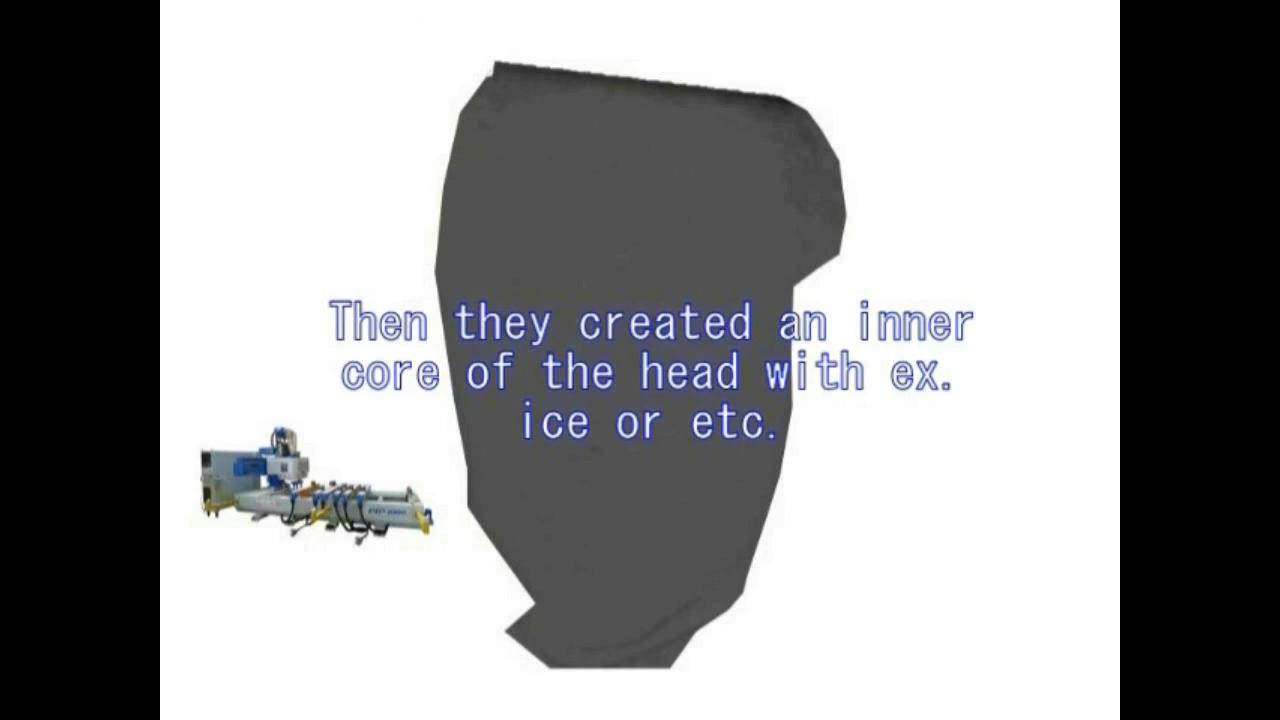 Then they created an inner
core of the head with ex.
ice or etc.